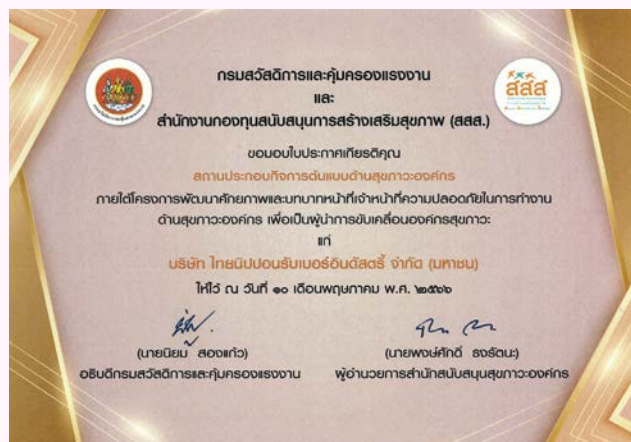 กรมสวัสดิการและคุ้มครองแรงงาน
และ
สำนักงานกองทุนสนับสนุนการสร้างเสริมสุขภาพ (สสส.)
สสส
ขอมอบใบประกาศเกียรติคุณ
สถานประกอบกิจการต้นแบบด้านสุขภาวะองค์กร
ภายใต้โครงการพัฒนาศักยภาพและบทบาทหน้าที่เจ้าหน้าที่ความปลอดภัยในการทำงาน
ด้านสุขภาวะองค์กร เพื่อเป็นผู้นำการขับเคลื่อนองค์กรสุขภาวะ
แก่
บริษัท ไทยนิปปอนรับเบอร์อินดัสตรี้ จำกัด (มหาชน)
ให้ไว้ ณ วันที่ ๑๐ เดือนพฤษภาคม พ.ศ. ๒๕๖๖
(นายนิยม สองแก้ว)
อธิบดีกรมสวัสดิการและคุ้มครองแรงงาน
(นายพงษ์ศักดิ์ ธงรัตนะ)
ผู้อำนวยการสำนักสนับสนุนสุขภาวะองค์กร